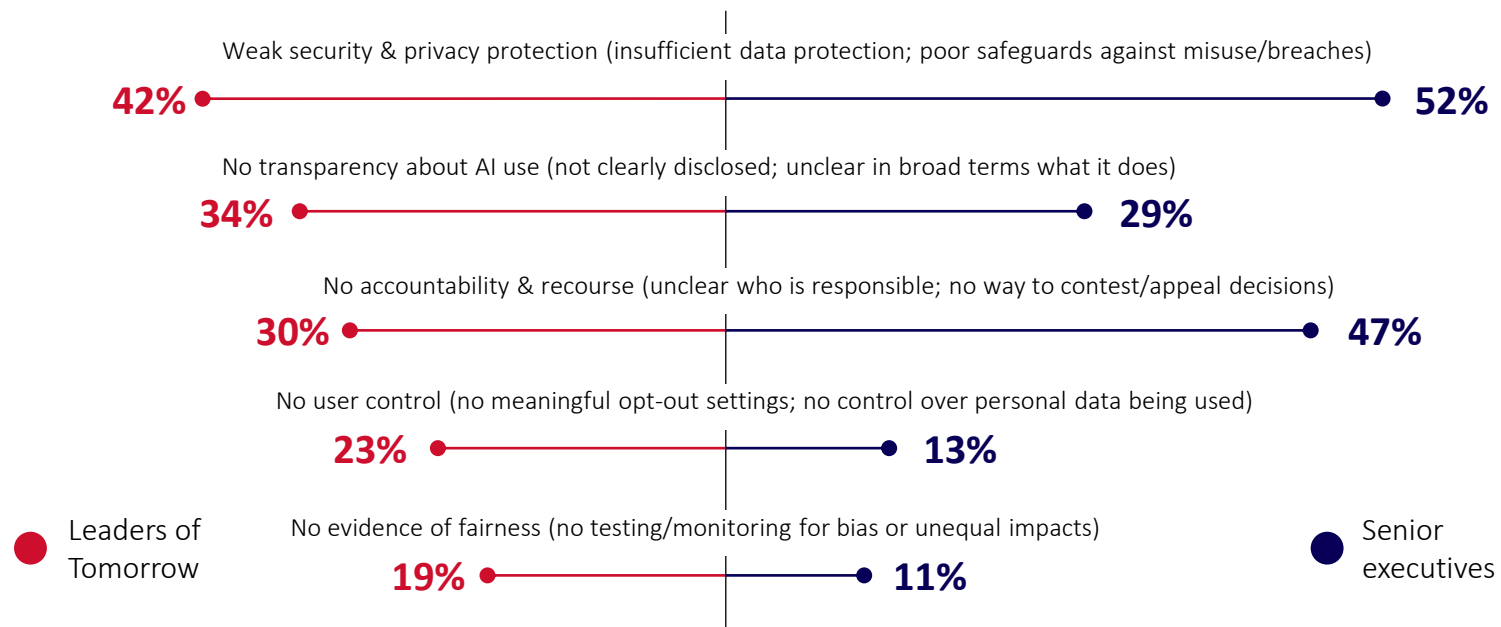 Weak security & privacy protection (insufficient data protection; poor safeguards against misuse/breaches)
42%
52%
No transparency about AI use (not clearly disclosed; unclear in broad terms what it does)
34%
29%
No accountability & recourse (unclear who is responsible; no way to contest/appeal decisions)
30%
47%
No user control (no meaningful opt-out settings; no control over personal data being used)
23%
13%
No evidence of fairness (no testing/monitoring for bias or unequal impacts)
19%
11%
Leaders of
Tomorrow
Senior
executives